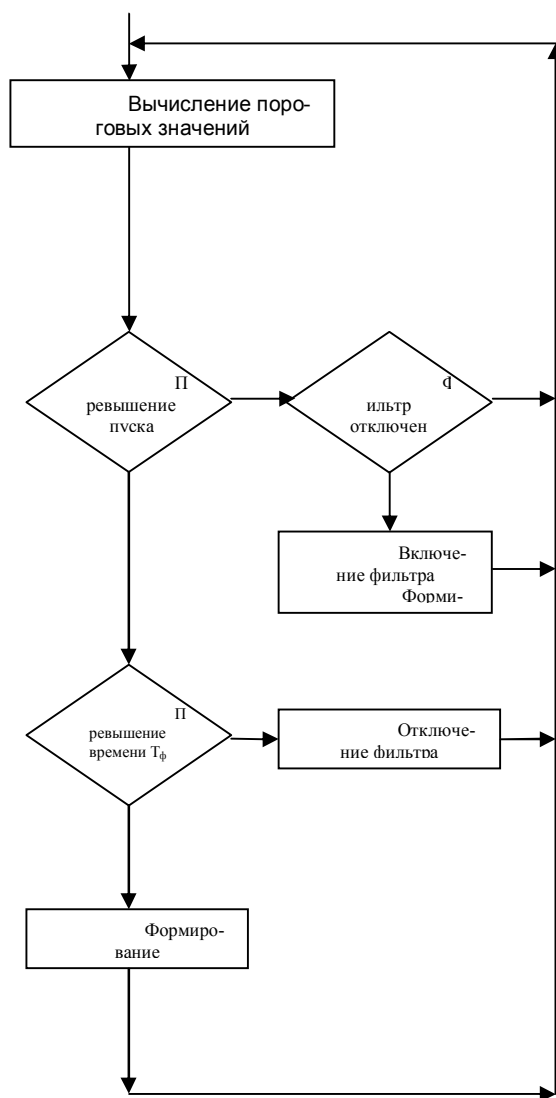 Вычисление поро-
говых значений
П
ревышение
пуска
Ф
ильтр
отключен
Включе-
ние фильтра
Форми-
П
ревышение
времени Тф
Отключе-
ние фильтра
Формиро-
вание